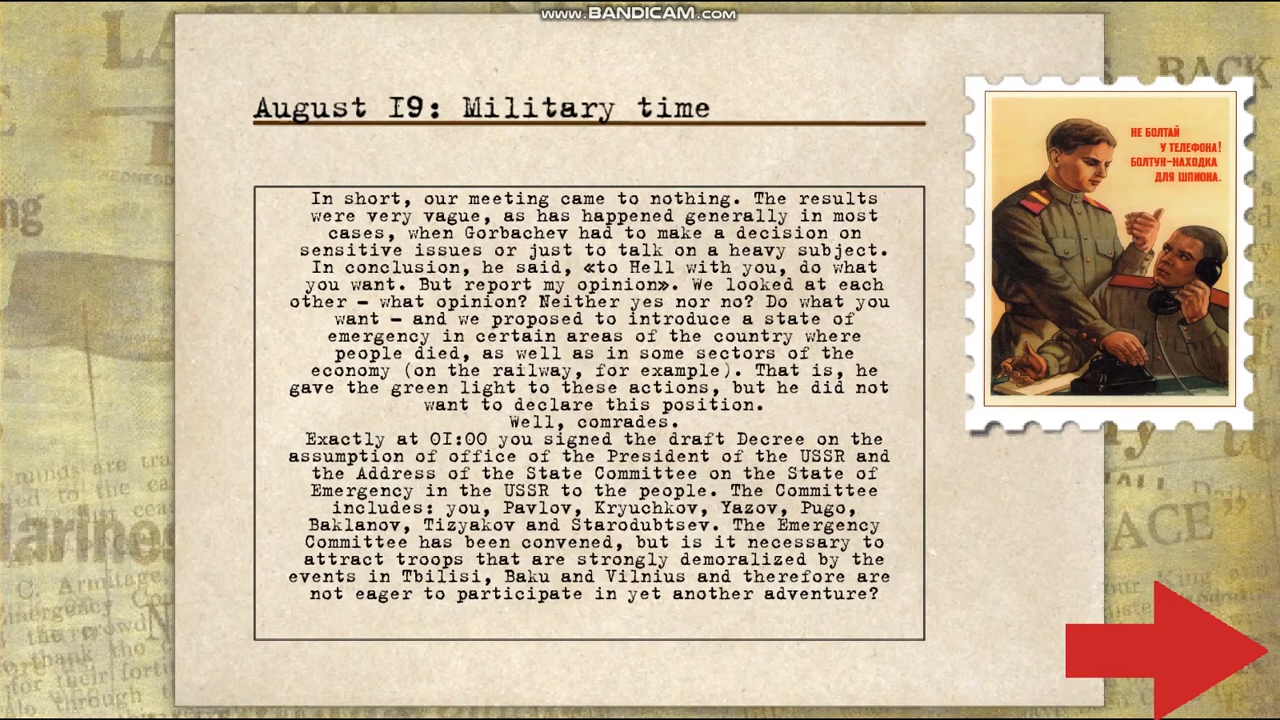 www.BANDICAM.com
August 19: Military time
НЕ БОЛТАЙ
У ТЕЛЕФОНА!
БОЛТУН-НАХОДКА
ДЛЯ ШПИОНА.
In short, our meeting came to nothing. The results
were very vague, as has happened generally in most
cases, when Gorbachev had to make a decision on
sensitive issues or just to talk on a heavy subject.
In conclusion, he said, «to Hell with you, do what
you want. But report my opinion». We looked at each
other – what opinion? Neither yes nor no? Do what you
want – and we proposed to introduce a state of
emergency in certain areas of the country where
people died, as well as in some sectors of the
economy (on the railway, for example). That is, he
gave the green light to these actions, but he did not
want to declare this position.
Well, comrades.
Exactly at 01:00 you signed the draft Decree on the
assumption of office of the President of the USSR and
the Address of the State Committee on the State of
Emergency in the USSR to the people. The Committee
includes: you, Pavlov, Kryuchkov, Yazov, Pugo,
Baklanov, Tizyakov and Starodubtsev. The Emergency
Committee has been convened, but is it necessary to
attract troops that are strongly demoralized by the
events in Tbilisi, Baku and Vilnius and therefore are
not eager to participate in yet another adventure?
BACK
C. Armitage,